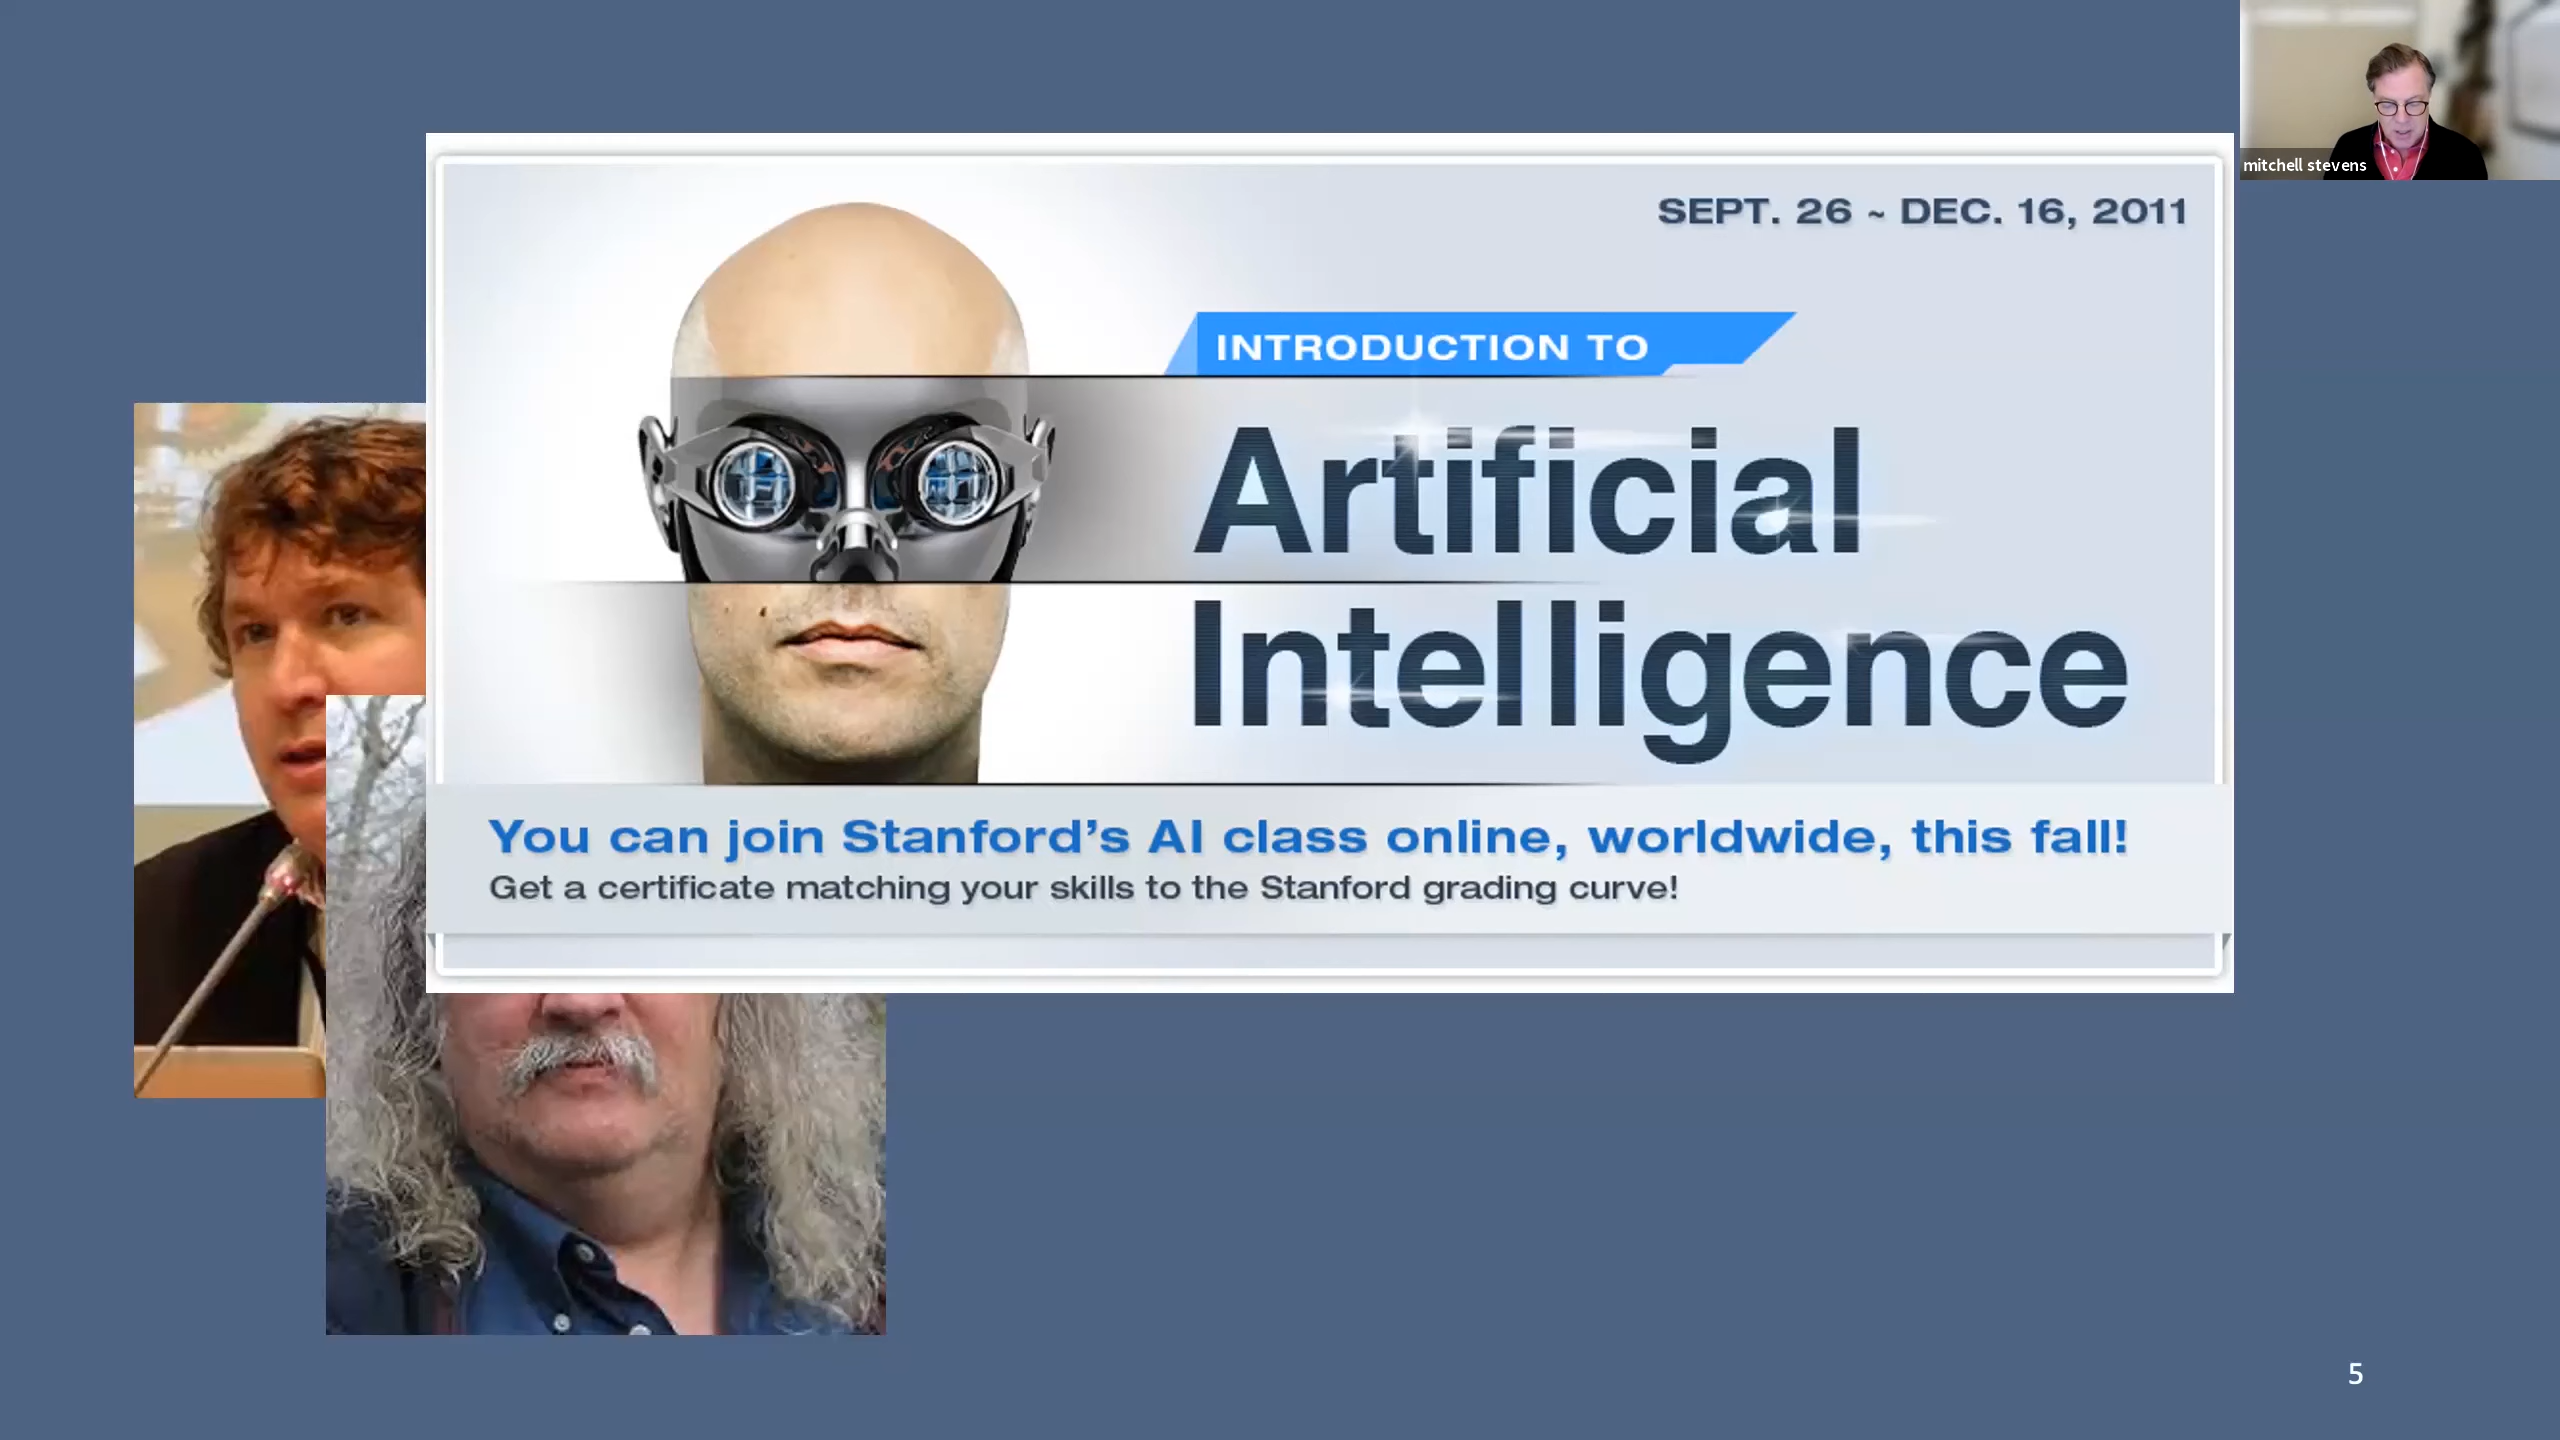 mitchell stevens
SEPT. 26 ~ DEC. 16, 2011
INTRODUCTION TO
Artificial
Intelligence
You can join Stanford’s AI class online, worldwide, this fall!
Get a certificate matching your skills to the Stanford grading curve!
5